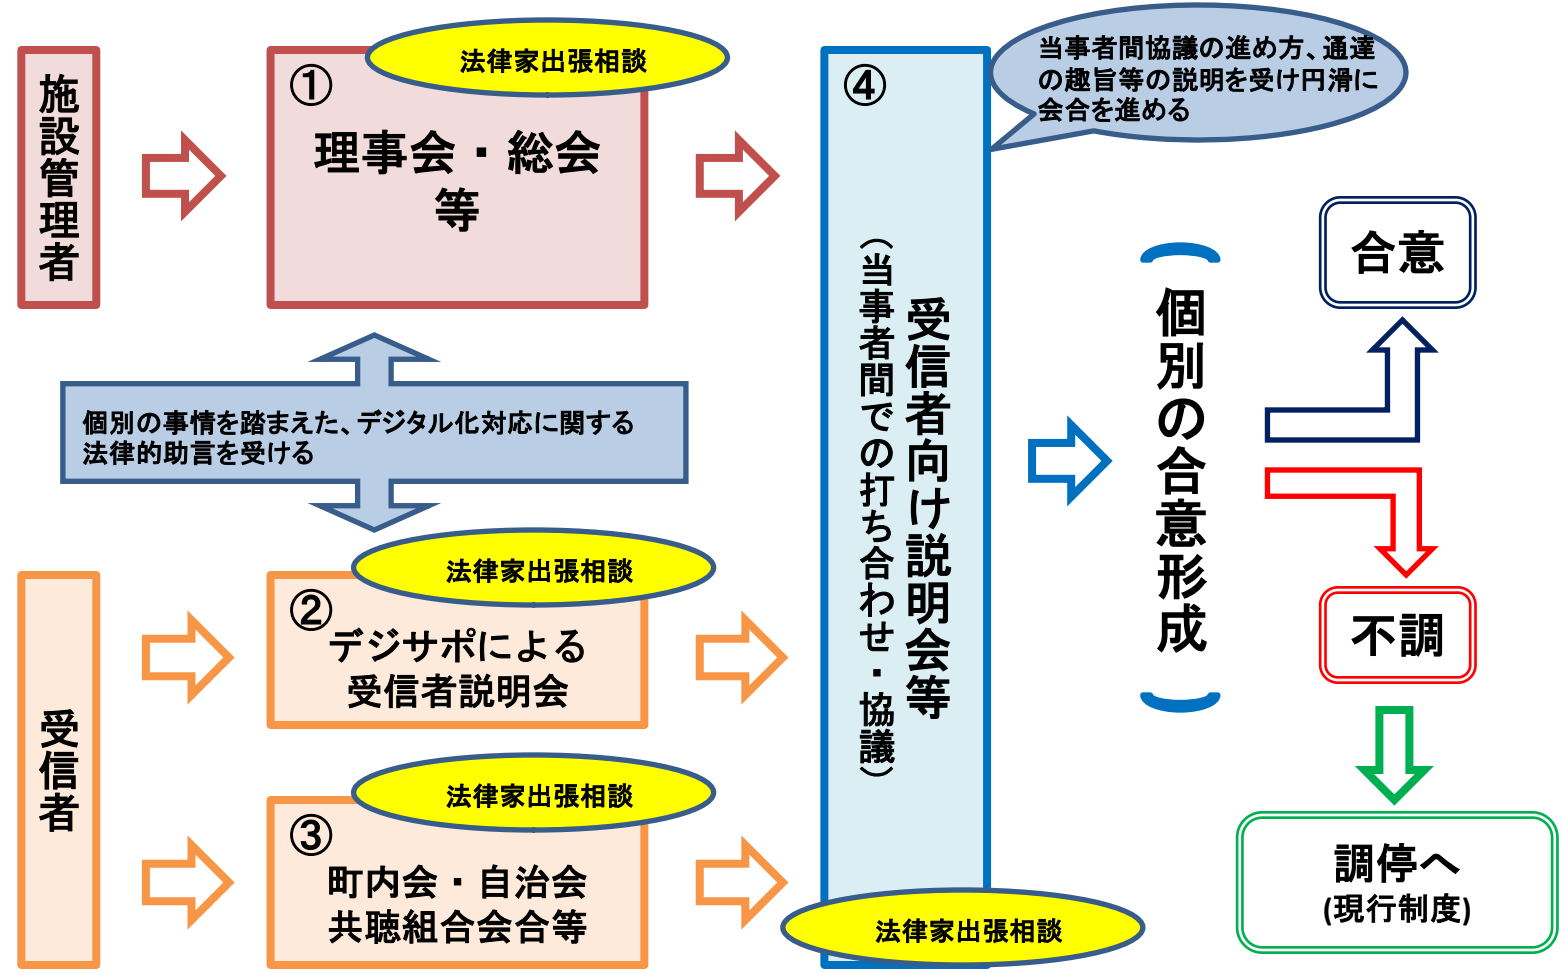 施設管理者
①
法律家出張相談
理事会・総会
等
個別の事情を踏まえた、デジタル化対応に関する
法律的助言を受ける
受信者
②
法律家出張相談
デジサポによる
受信者説明会
③
法律家出張相談
町内会・自治会
共聴組合会合等
④
当事者間協議の進め方、通達
の趣旨等の説明を受け円滑に
会合を進める
受信者向け説明会等
（当事者間での打ち合わせ・協議）
法律家出張相談
（個別の合意形成）
合意
不調
調停へ
(現行制度)